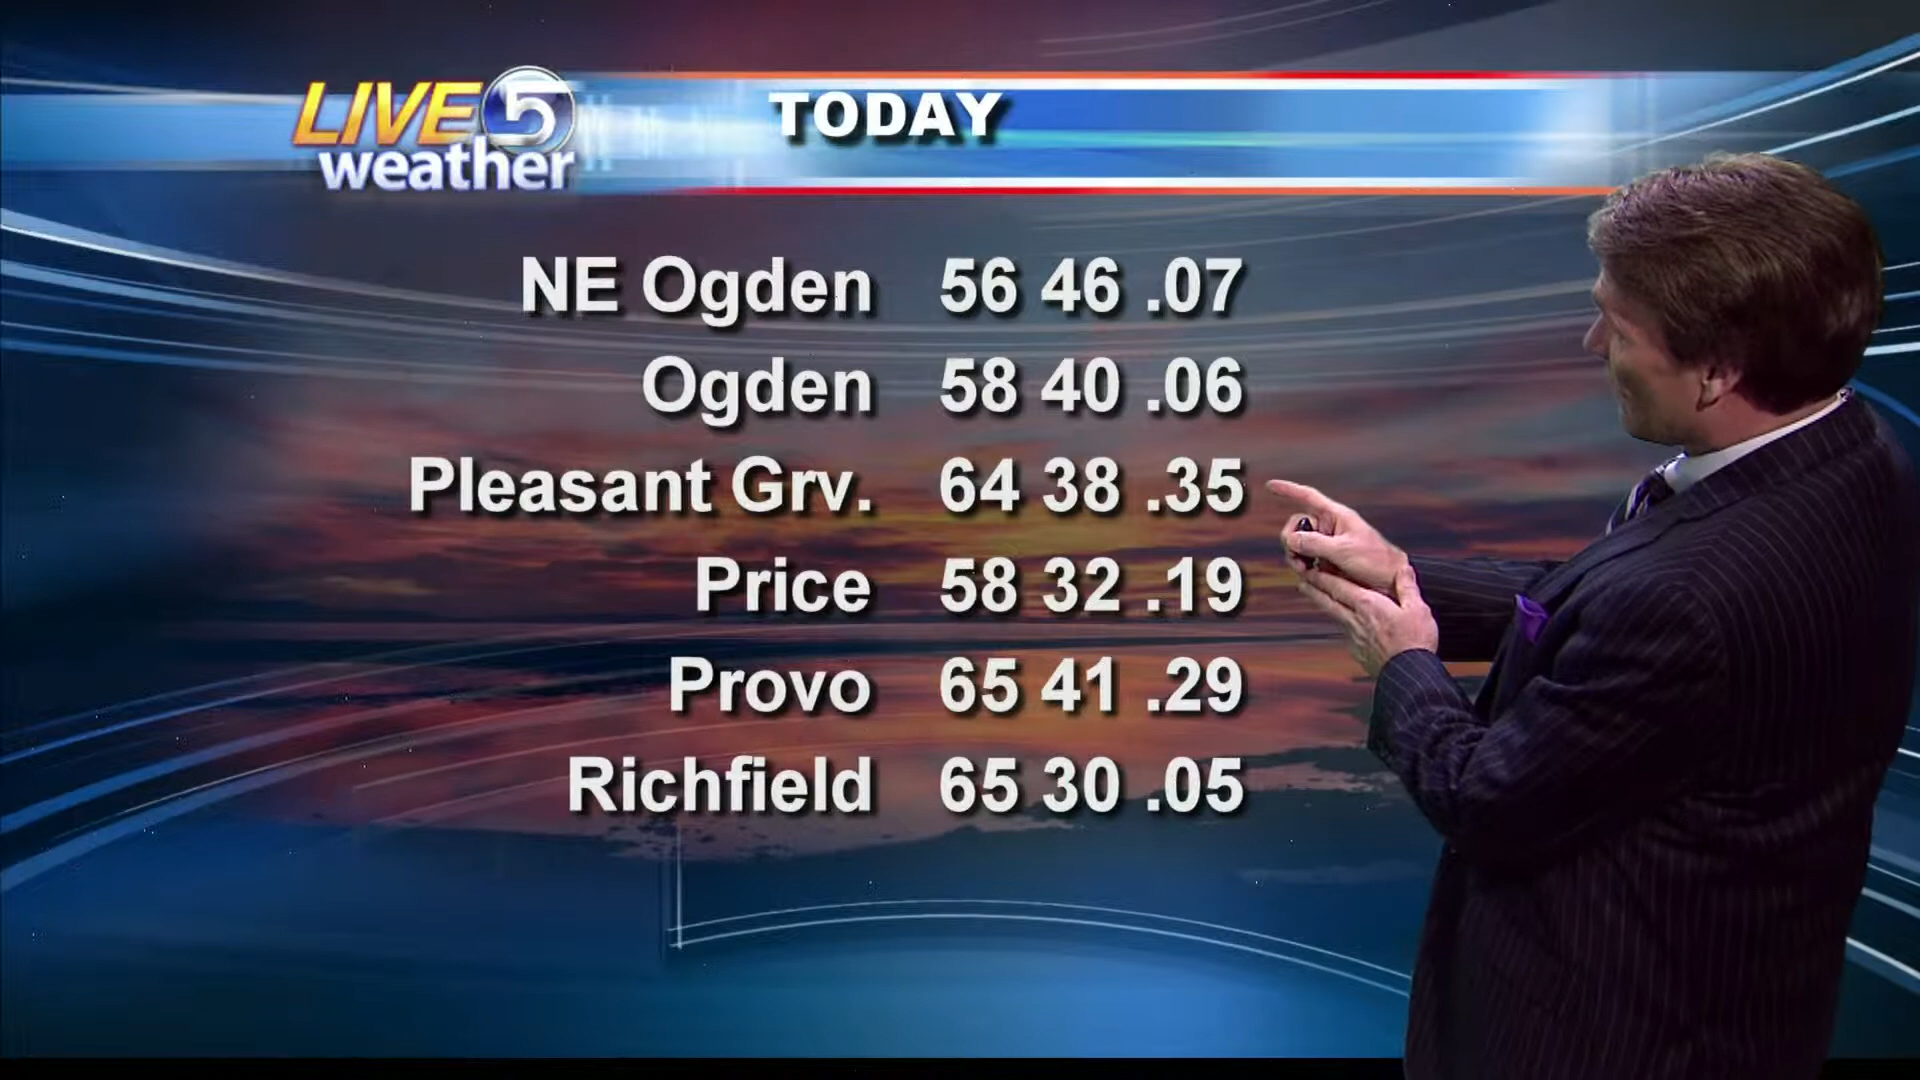 LIVE 5
weather
TODAY
NE Ogden 56 46 .07
Ogden 58 40 .06
Pleasant Grv. 64 38 .35
Price 58 32 .19
Provo 65 41 .29
Richfield 65 30 .05